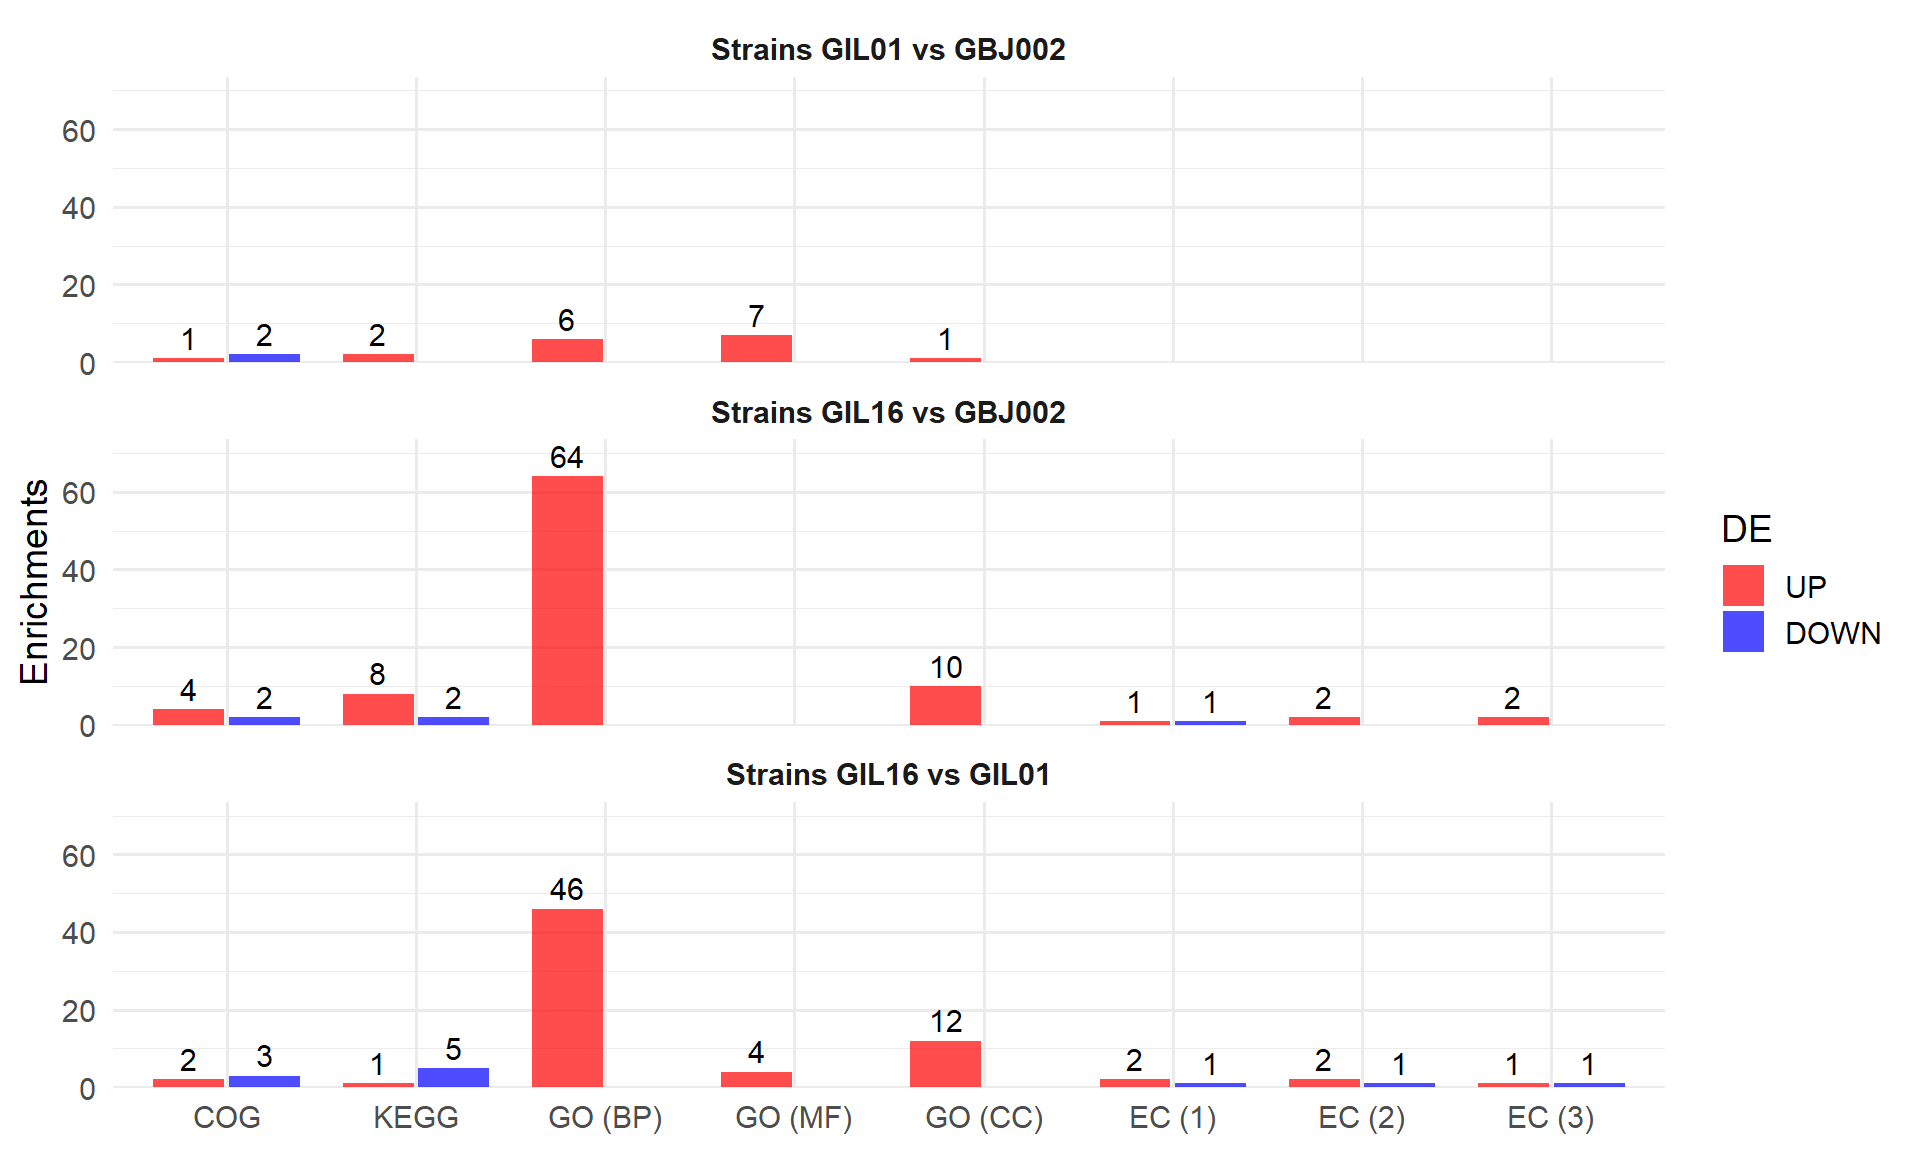 Strains GIL01 vs GBJ002
60
40
20
0
1 2 2 6 7 1
Strains GIL16 vs GBJ002
60
40
20
0
4 2 8 2 64 10 1 1 2 2
Strains GIL16 vs GIL01
60
40
20
0
2 3 1 5 46 4 12 2 1 2 1 1 1
COG KEGG GO (BP) GO (MF) GO (CC) EC (1) EC (2) EC (3)
Enrichments
DE
UP
DOWN